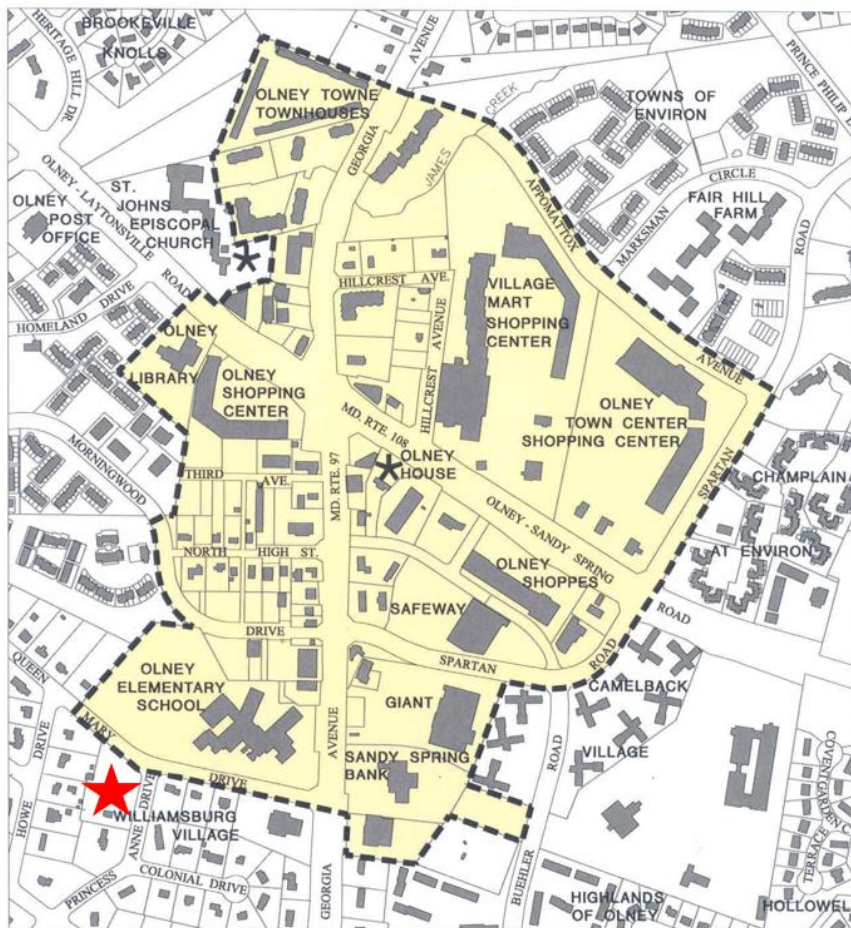 BROOKEVILLE
KNOLLS
HERITAGE HILL DR.
OLNEY TOWNE
TOWNHOUSES
GEORGIA
AVENUE
CREEK
JAMES
TOWNS OF
ENVIRON
CIRCLE
MARKSMAN
FAIR HILL
FARM
ROAD
APPOMATTOX
AVENUE
OLNEY - LAYTONSVILLE
ROAD
ST.
JOHNS
EPISCOPAL
CHURCH
OLNEY
POST
OFFICE
HOMELAND DRIVE
HILLCREST AVE.
HILLCREST
AVENUE
VILLAGE
MART
SHOPPING
CENTER
OLNEY
LIBRARY
OLNEY
SHOPPING
CENTER
OLNEY
TOWN CENTER
SHOPPING CENTER
MD. RTE. 108
OLNEY
HOUSE
MD. RTE. 97
MORNINGWOOD
THIRD
AVE.
NORTH HIGH ST.
OLNEY - SANDY SPRING
ROAD
SPARTAN
ROAD
CHAMPLAIN
AT ENVIRON
OLNEY
SHOPPES
SAFEWAY
DRIVE
SPARTAN
OLNEY
ELEMENTARY
SCHOOL
GIANT
SANDY SPRING
BANK
AVENUE
CAMELBACK
VILLAGE
ROAD
BUEHLER
QUEEN
MARY
DRIVE
HOWE
DRIVE
WILLIAMSBURG
VILLAGE
PRINCESS
ANNE
DRIVE
COLONIAL DRIVE
GEORGIA
HIGHLANDS
OF OLNEY
TERRACE
HOLLOWEL